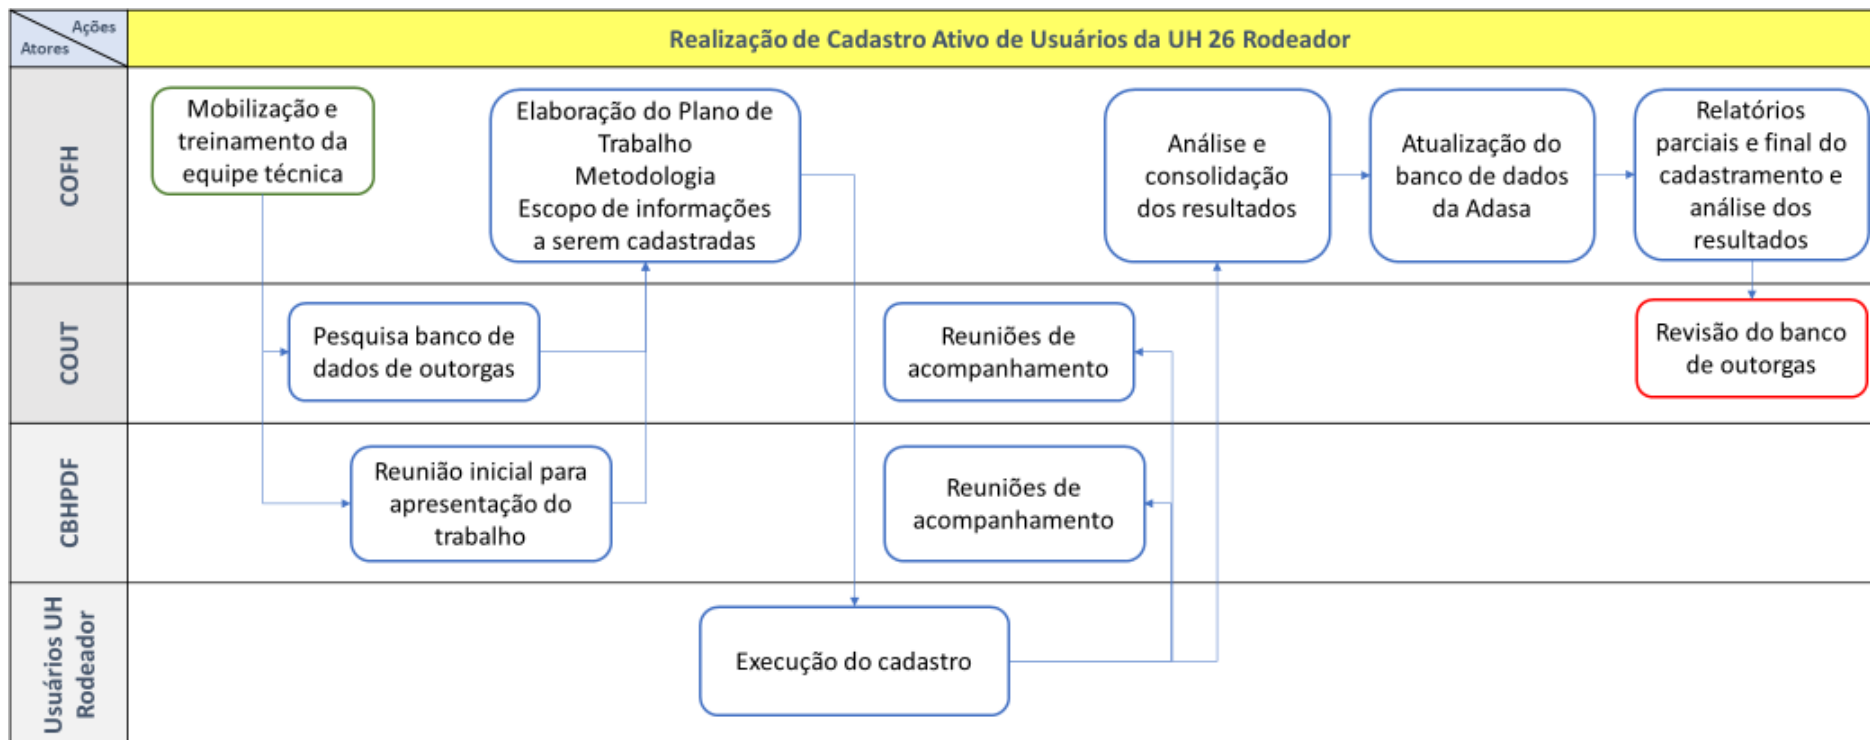 Ações
Atores
Realização de Cadastro Ativo de Usuários da UH 26 Rodeador
COFH
Mobilização e
treinamento da
equipe técnica
Elaboração do Plano de
Trabalho
Metodologia
Escopo de informações
a serem cadastradas
Análise e
consolidação
dos resultados
Atualização do
banco de dados
da Adasa
Relatórios
parciais e final do
cadastramento e
análise dos
resultados
COUT
Pesquisa banco de
dados de outorgas
Reuniões de
acompanhamento
Revisão do banco
de outorgas
CBHPDF
Reunião inicial para
apresentação do
trabalho
Reuniões de
acompanhamento
Usuários UH
Rodeador
Execução do cadastro